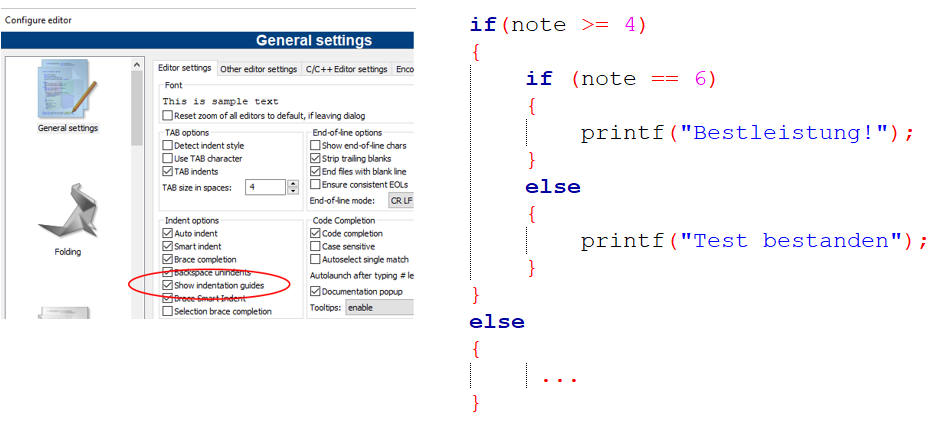 Configure editor
General settings
General settings
Folding
Editor settings Other editor settings C/C++ Editor settings Enco
Font
This is sample text
Reset zoom of all editors to default, if leaving dialog
TAB options
Detect indent style
Use TAB character
TAB indents
TAB size in spaces: 4
End-of-line options
Show end-of-line chars
Strip trailing blanks
End files with blank line
Ensure consistent EOLs
End-of-line mode: CR LF
Indent options
Auto indent
Smart indent
Brace completion
Backspace unindents
Show indentation guides
Brace Smart Indent
Selection brace completion
Code Completion
Code completion
Case sensitive
Autoselect single match
Autolaunch after typing # le
Documentation popup
Tooltips: enable
if(note >= 4)
{
if (note == 6)
{
printf("Bestleistung!");
}
else
{
printf("Test bestanden");
}
}
else
{
...
}